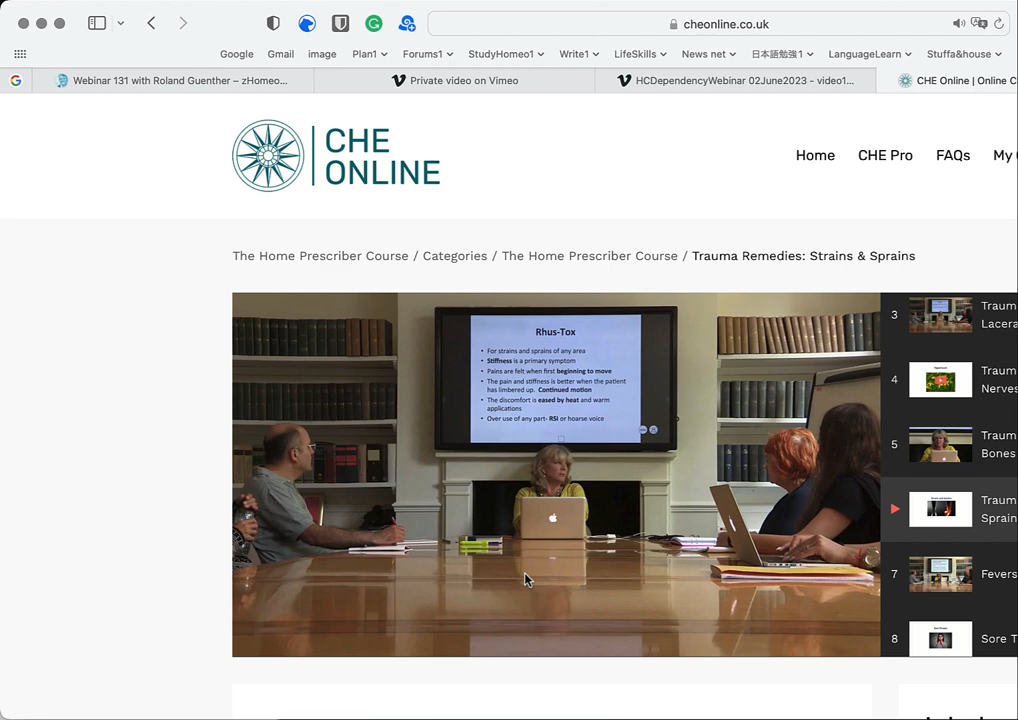 cheonline.co.uk
Google Gmail image Plan1 Forums1 StudyHomeo1 Write1 LifeSkills News net 日本語勉強1 LanguageLearn Stuffa&house
Webinar 131 with Roland Guenther – zHomeo... Private video on Vimeo HCDependencyWebinar 02June2023 - video1... CHE Online | Online C
CHE
ONLINE
Home CHE Pro FAQs My
The Home Prescriber Course / Categories / The Home Prescriber Course / Trauma Remedies: Strains & Sprains
Rhus-Tox
• For strains and sprains of any area
• Stiffness is a primary symptom
• Pains are felt when first beginning to move
• The pain and stiffness is better when the patient
has limbered up. Continued motion
• The discomfort is eased by heat and warm
applications
• Over use of any part- RSI or hoarse voice
3 Traum
Lacera
4 Traum
Nerves
5 Traum
Bones
Traum
Sprain
7 Fevers
8 Sore T